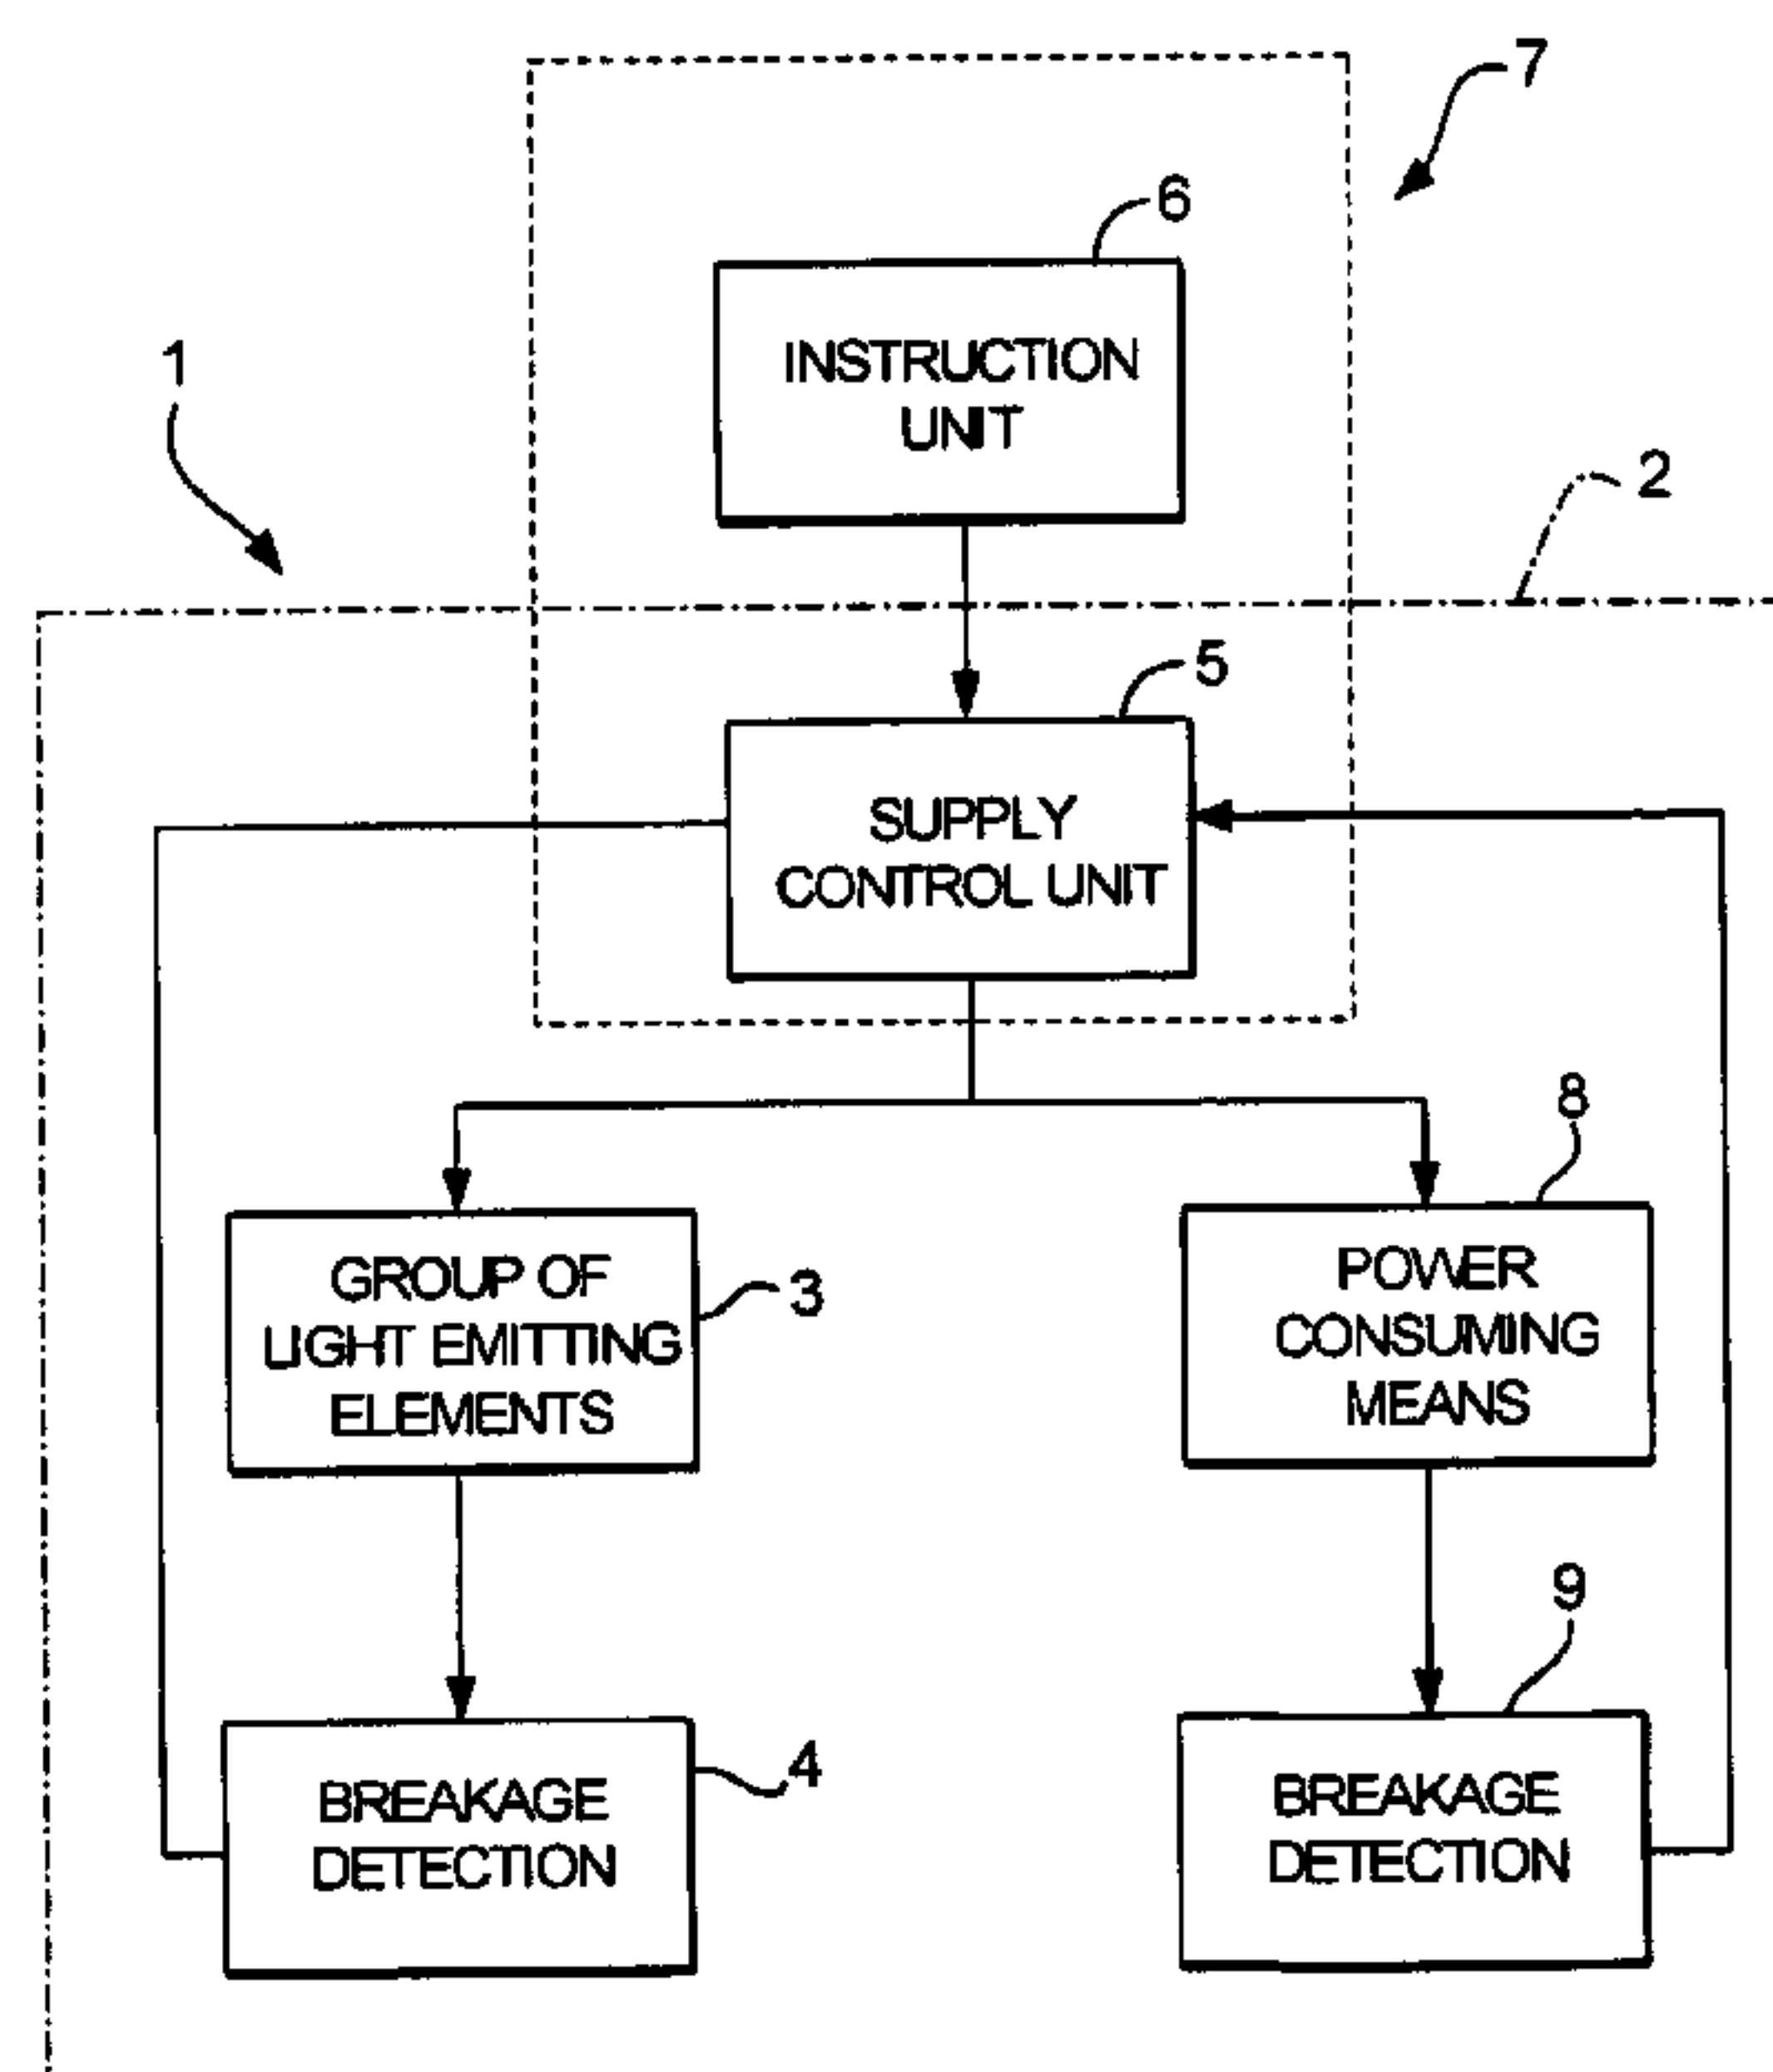 7
6
INSTRUCTION
UNIT
1
2
5
SUPPLY
CONTROL UNIT
8
GROUP OF
LIGHT EMITTING
ELEMENTS
3
POWER
CONSUMING
MEANS
9
BREAKAGE
DETECTION
4
BREAKAGE
DETECTION